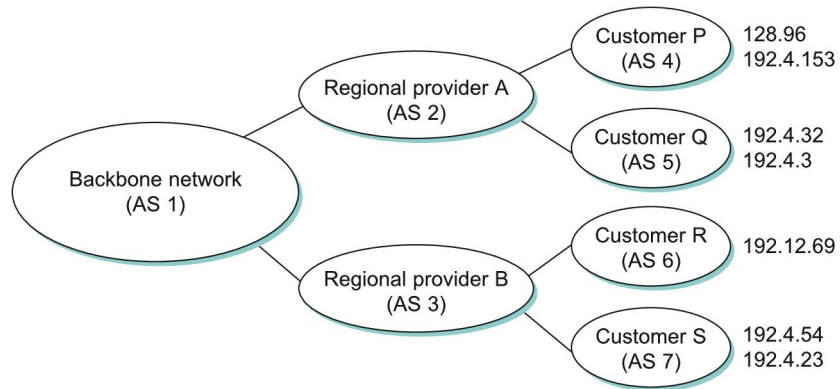 Backbone network
(AS 1)
Regional provider A
(AS 2)
Regional provider B
(AS 3)
Customer P
(AS 4)
128.96
192.4.153
Customer Q
(AS 5)
192.4.32
192.4.3
Customer R
(AS 6)
192.12.69
Customer S
(AS 7)
192.4.54
192.4.23